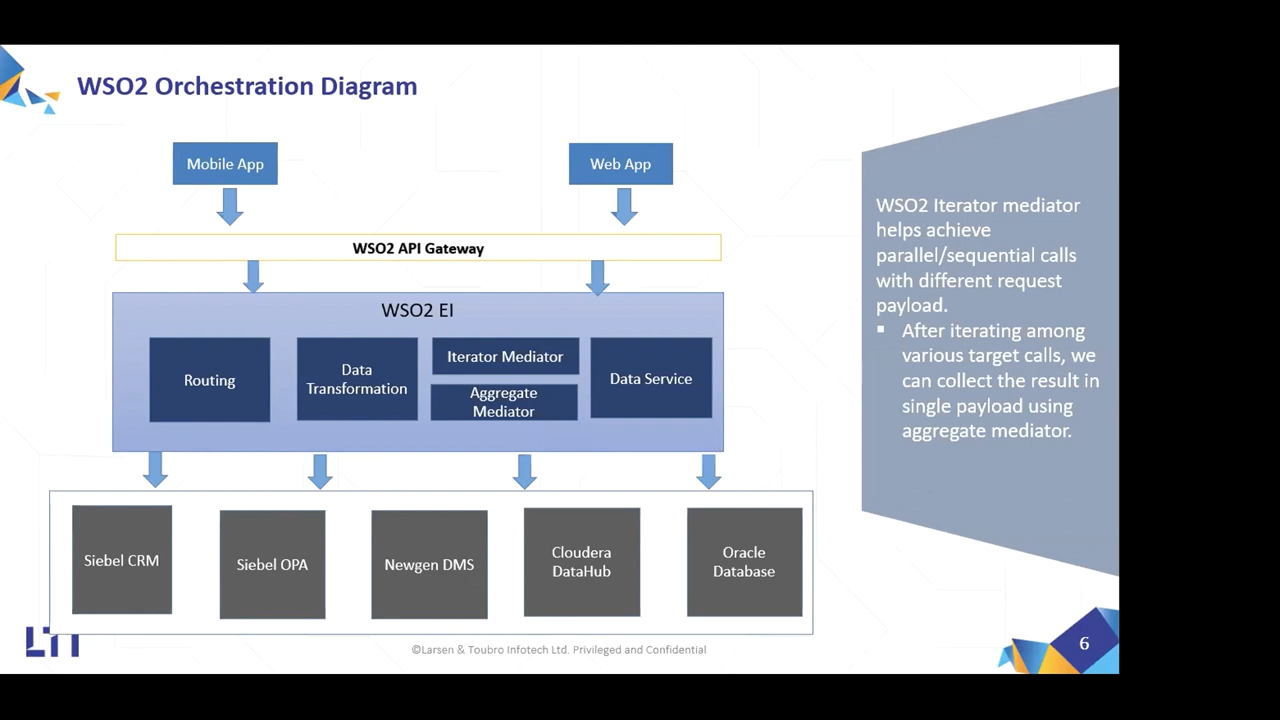 WSO2 Orchestration Diagram
Mobile App
Web App
WSO2 API Gateway
WSO2 EI
Routing
Data
Transformation
Iterator Mediator
Aggregate
Mediator
Data Service
Siebel CRM
Siebel OPA
Newgen DMS
Cloudera
DataHub
Oracle
Database
WSO2 Iterator mediator
helps achieve
parallel/sequential calls
with different request
payload.
▪ After iterating among
various target calls, we
can collect the result in
single payload using
aggregate mediator.
LTI
©Larsen & Toubro Infotech Ltd. Privileged and Confidential
6